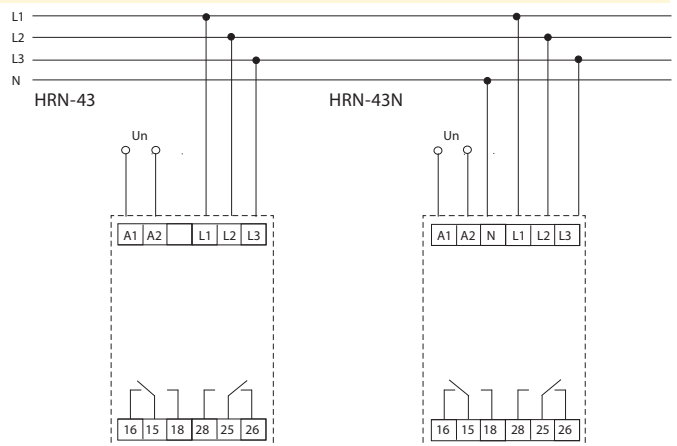 L1
L2
L3
N
HRN-43 HRN-43N
Un Un
A1 A2 L1 L2 L3 A1 A2 N L1 L2 L3
16 15 18 28 25 26 16 15 18 28 25 26